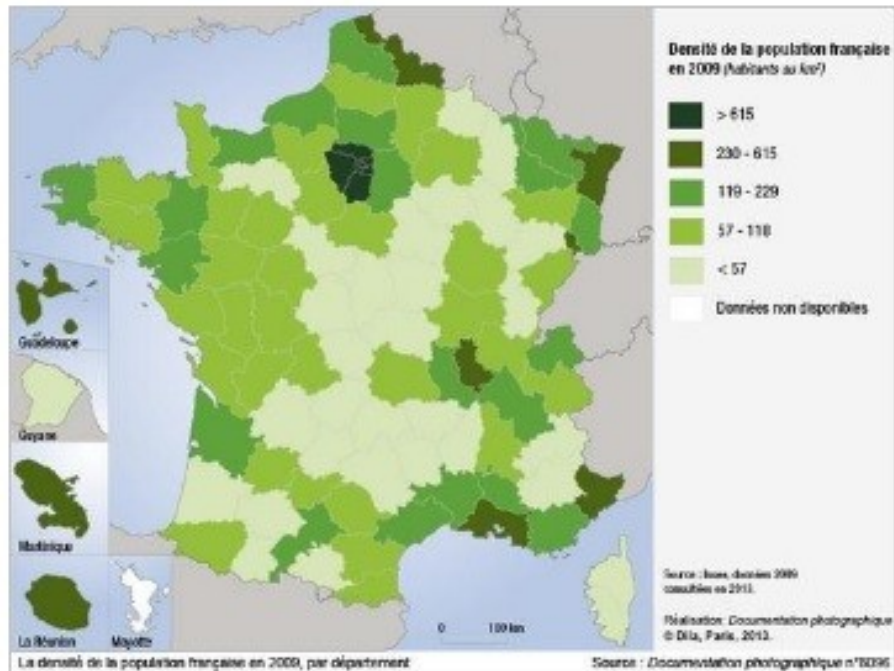 Densité de la population française
en 2009 (habitants au km²)
> 615
230 - 615
119 - 229
57 - 118
< 57
Données non disponibles
Guadeloupe
Guyane
Martinique
La Réunion
Mayotte
0 100 km
Source : Insee, données 2009
consultées en 2013.
Réalisation: Documentation photographique
© Dila, Paris, 2013.
La densité de la population française en 2009, par département
Source : Documentation photographique